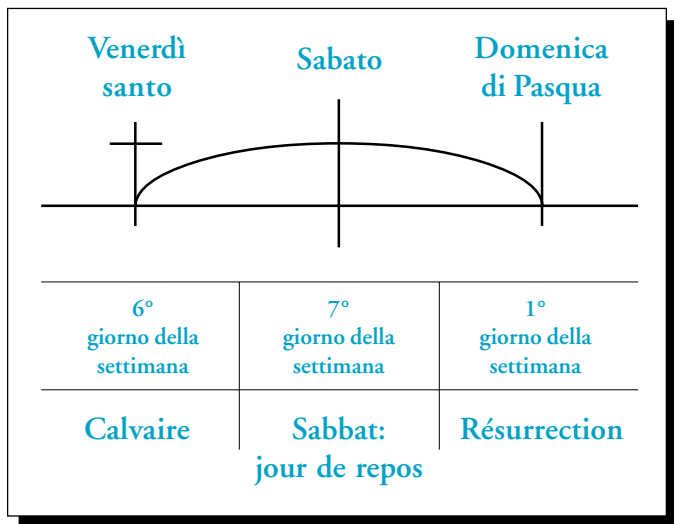 Venerdì
santo
Sabato
Domenica
di Pasqua
6°
giorno della
settimana
7°
giorno della
settimana
1°
giorno della
settimana
Calvaire
Sabbat:
jour de repos
Résurrection